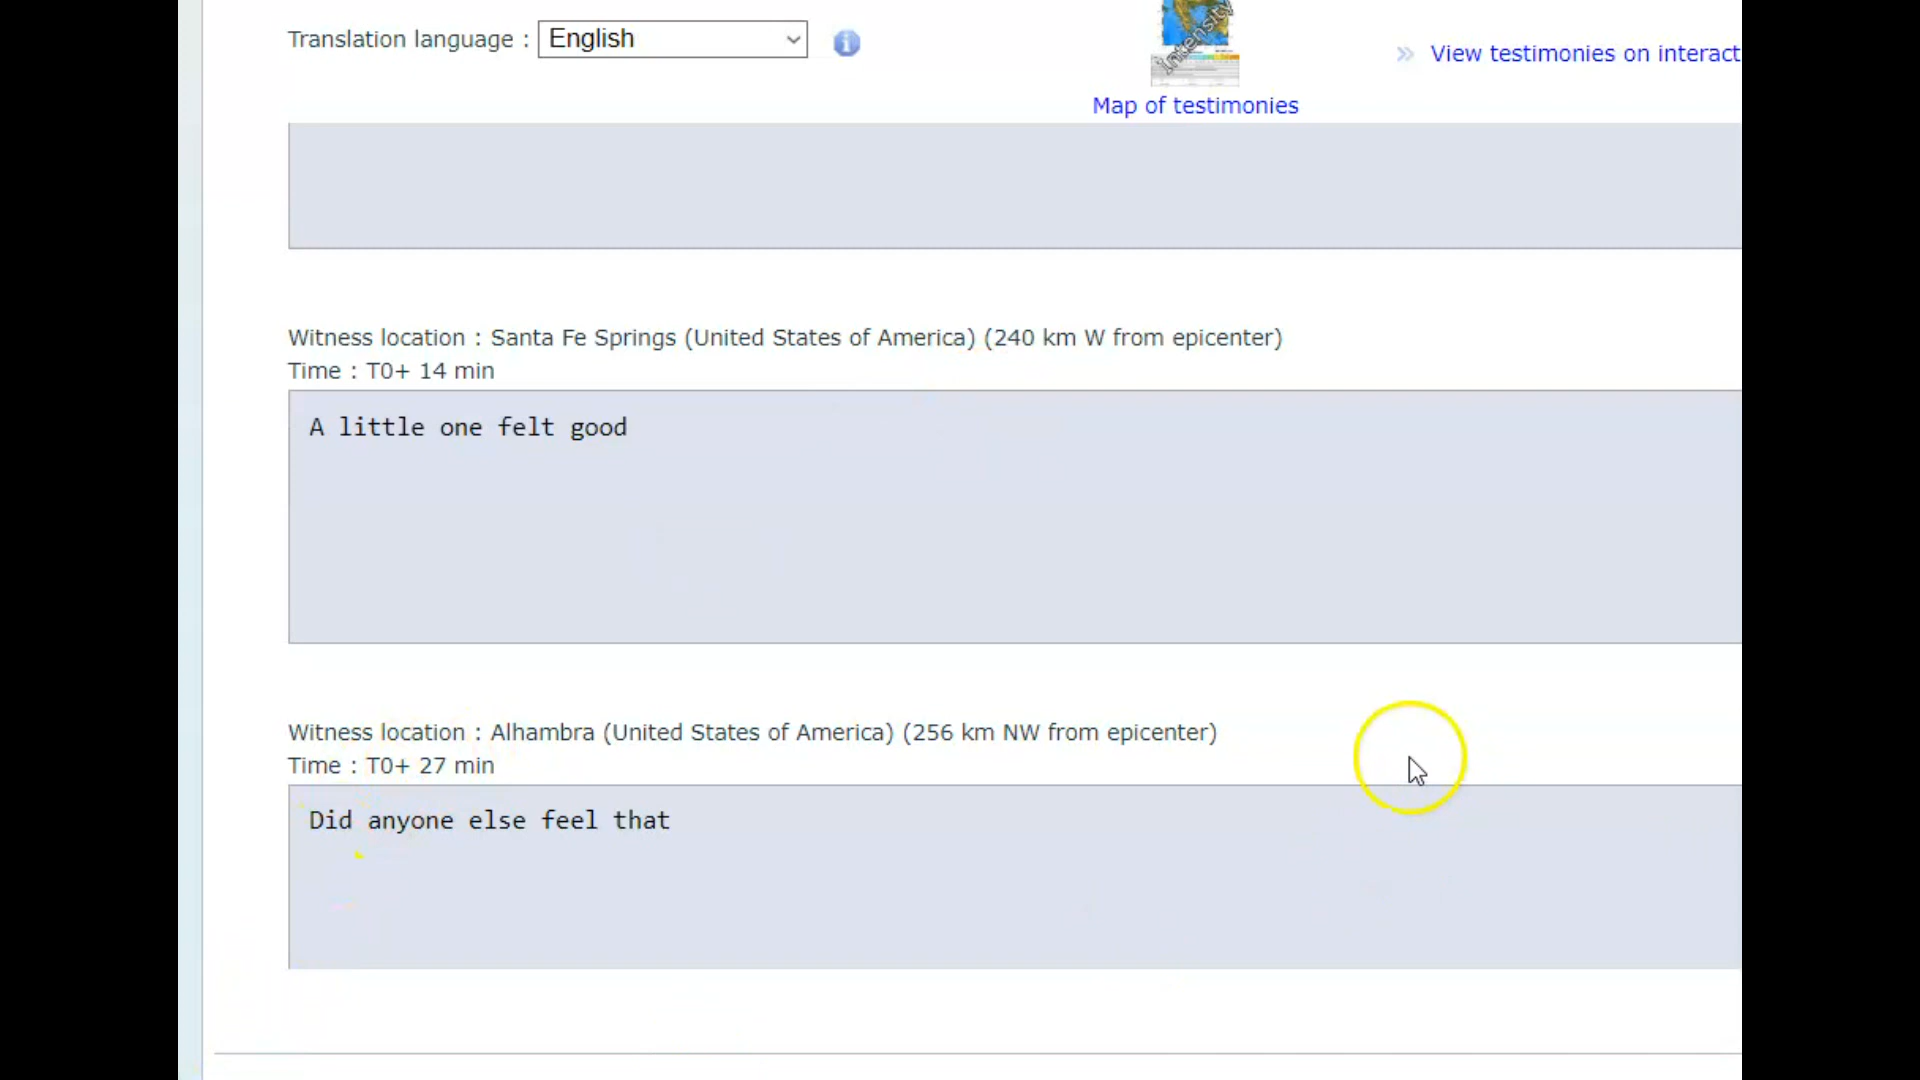 Translation language : English
Intensity
View testimonies on interact
Map of testimonies
Witness location : Santa Fe Springs (United States of America) (240 km W from epicenter)
Time : T0+ 14 min
A little one felt good
Witness location : Alhambra (United States of America) (256 km NW from epicenter)
Time : T0+ 27 min
Did anyone else feel that